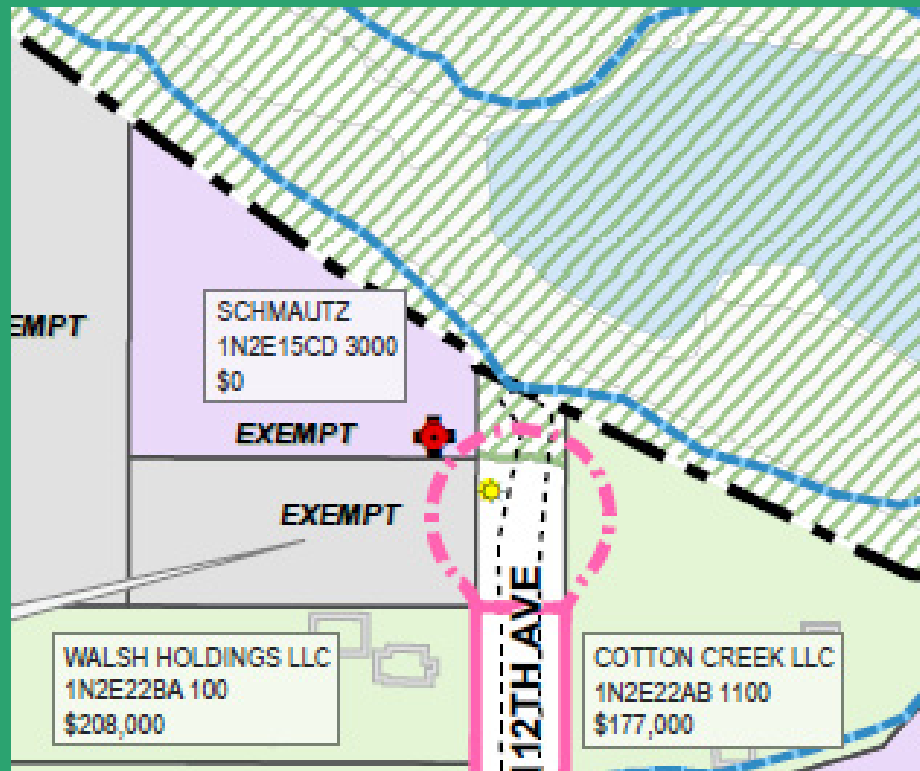 SCHMAUTZ
1N2E15CD 3000
$0
EMPT
EXEMPT
EXEMPT
WALSH HOLDINGS LLC
1N2E22BA 100
$208,000
12TH AVE
COTTON CREEK LLC
1N2E22AB 1100
$177,000